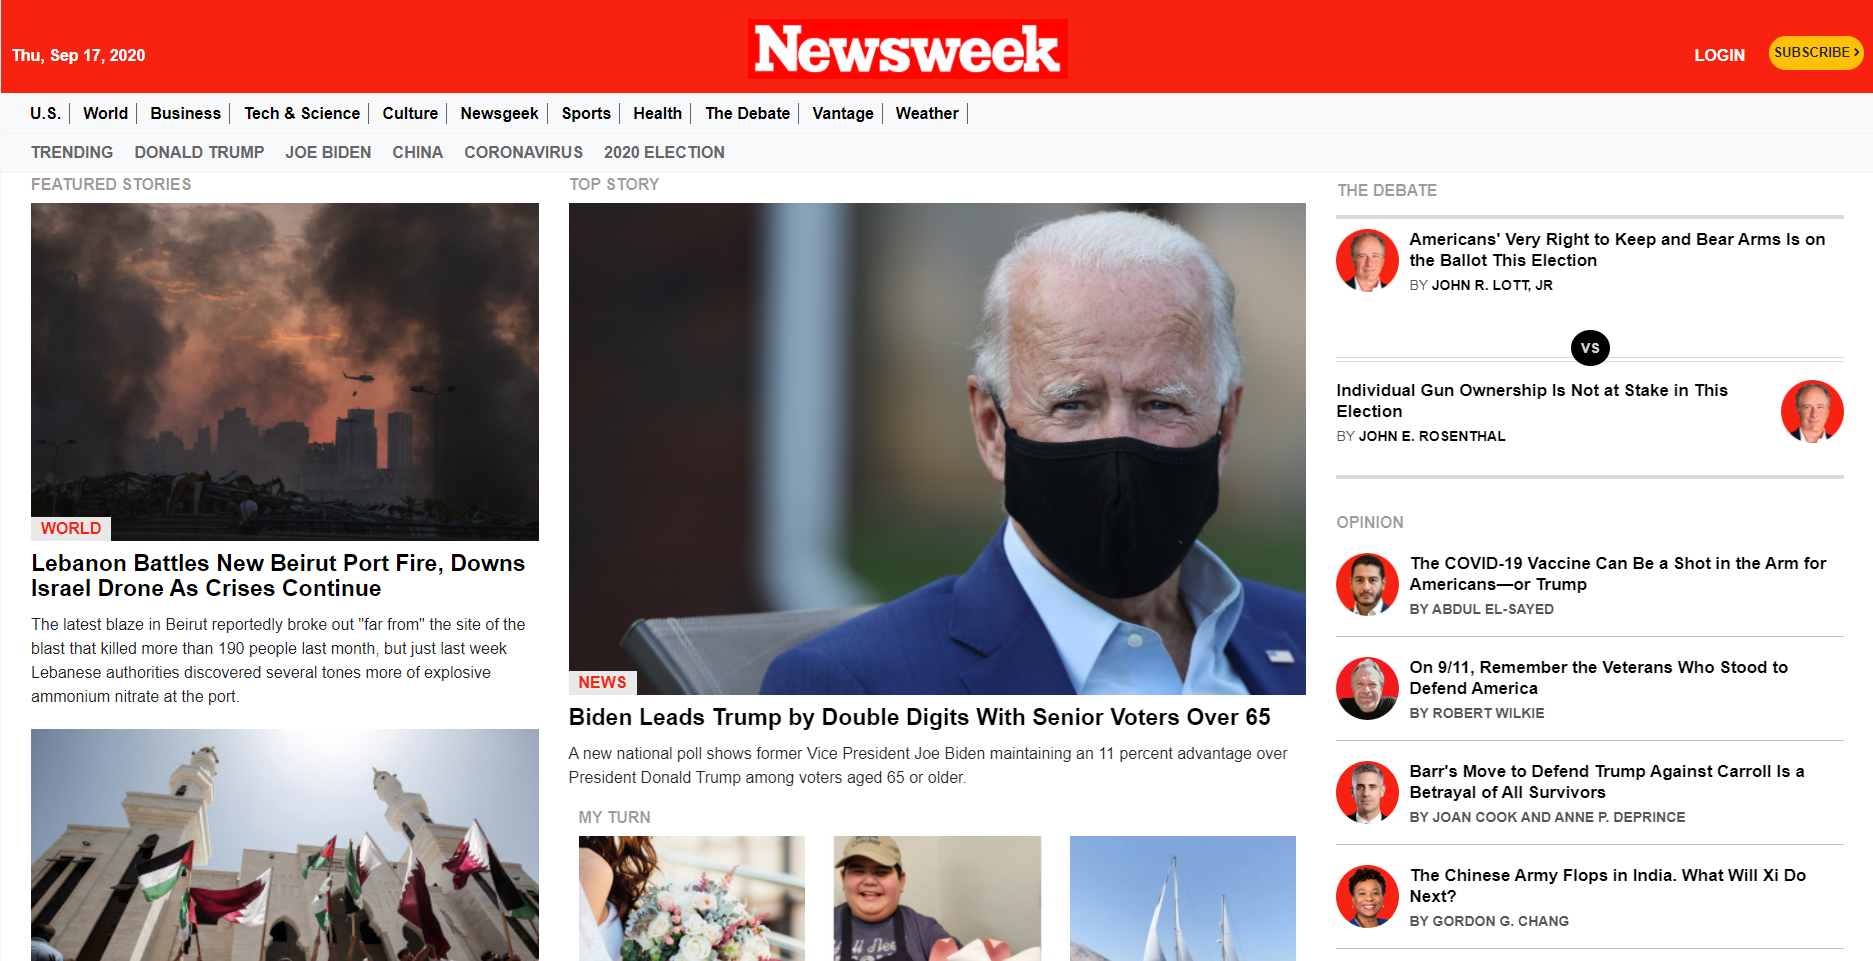 Thu, Sep 17, 2020
Newsweek
LOGIN
SUBSCRIBE ›
U.S.
World
Business
Tech & Science
Culture
Newsgeek
Sports
Health
The Debate
Vantage
Weather
TRENDING
DONALD TRUMP
JOE BIDEN
CHINA
CORONAVIRUS
2020 ELECTION
FEATURED STORIES
WORLD
Lebanon Battles New Beirut Port Fire, Downs
Israel Drone As Crises Continue
The latest blaze in Beirut reportedly broke out "far from" the site of the
blast that killed more than 190 people last month, but just last week
Lebanese authorities discovered several tones more of explosive
ammonium nitrate at the port.
TOP STORY
NEWS
Biden Leads Trump by Double Digits With Senior Voters Over 65
A new national poll shows former Vice President Joe Biden maintaining an 11 percent advantage over
President Donald Trump among voters aged 65 or older.
MY TURN
THE DEBATE
Americans' Very Right to Keep and Bear Arms Is on
the Ballot This Election
BY JOHN R. LOTT, JR
VS
Individual Gun Ownership Is Not at Stake in This
Election
BY JOHN E. ROSENTHAL
OPINION
The COVID-19 Vaccine Can Be a Shot in the Arm for
Americans—or Trump
BY ABDUL EL-SAYED
On 9/11, Remember the Veterans Who Stood to
Defend America
BY ROBERT WILKIE
Barr's Move to Defend Trump Against Carroll Is a
Betrayal of All Survivors
BY JOAN COOK AND ANNE P. DEPRINCE
The Chinese Army Flops in India. What Will Xi Do
Next?
BY GORDON G. CHANG